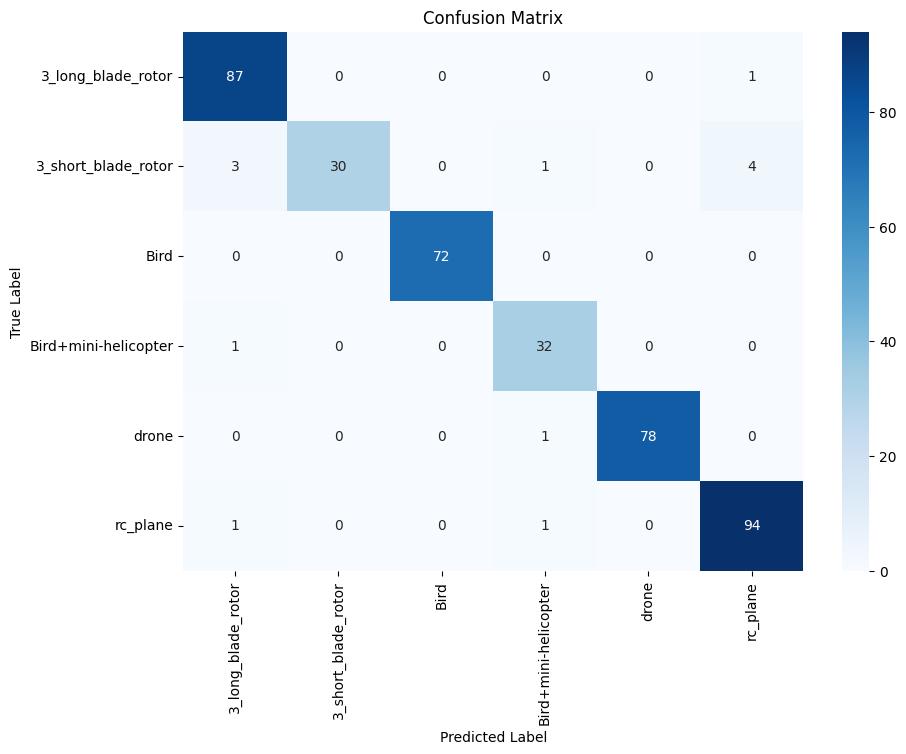 Confusion Matrix
3_long_blade_rotor 87 0 0 0 0 1
3_short_blade_rotor 3 30 0 1 0 4
Bird 0 0 72 0 0 0
Bird+mini-helicopter 1 0 0 32 0 0
drone 0 0 0 1 78 0
rc_plane 1 0 0 1 0 94
True Label
3_long_blade_rotor
3_short_blade_rotor
Bird
Bird+mini-helicopter
drone
rc_plane
Predicted Label
80
60
40
20
0